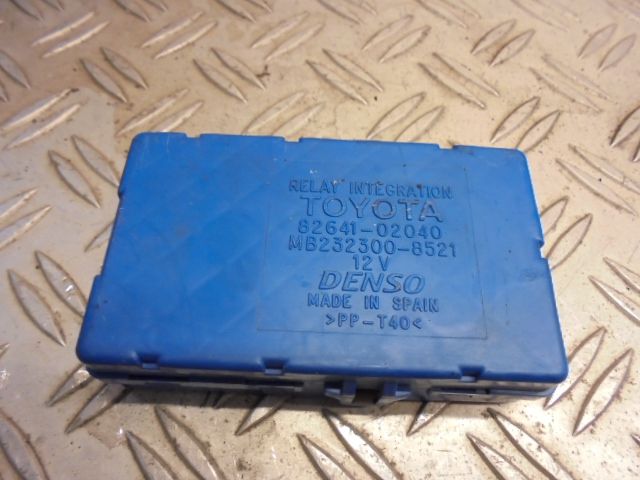 RELAY INTEGRATION
TOYOTA
82641-02040
MB232300-8521
12V
DENSO
MADE IN SPAIN
>PP-T40<